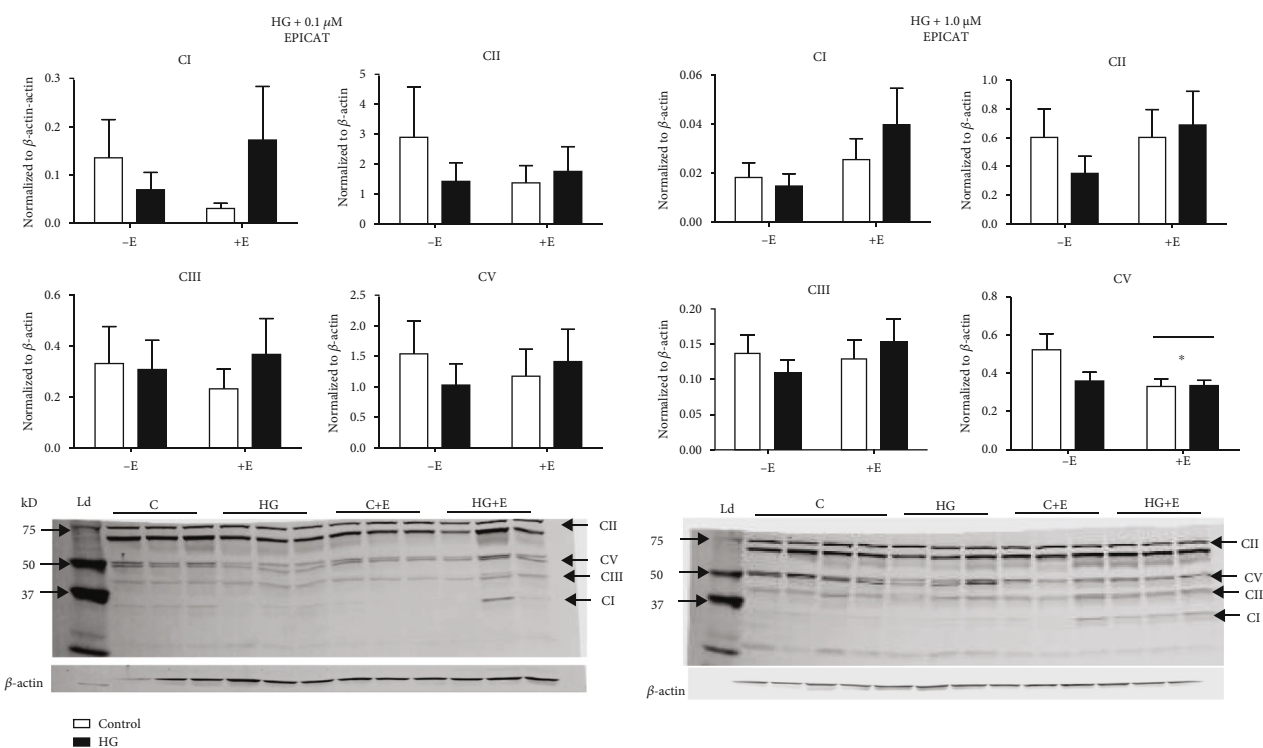 HG + 0.1 µM
EPICAT
CI
Normalized to β-actin-actin
0.3
0.2
0.1
0.0
–E
+E
CII
Normalized to β-actin
5
4
3
2
1
0
–E
+E
CIII
Normalized to β-actin
0.6
0.4
0.2
0.0
–E
+E
CV
Normalized to β-actin
2.5
2.0
1.5
1.0
0.5
0.0
–E
+E
kD
Ld
C
HG
C+E
HG+E
75
50
37
CII
CV
CIII
CI
β-actin
Control
HG
HG + 1.0 µM
EPICAT
CI
Normalized to β-actin
0.06
0.04
0.02
0.00
–E
+E
CII
Normalized to β-actin
1.0
0.8
0.6
0.4
0.2
0.0
–E
+E
CIII
Normalized to β-actin
0.20
0.15
0.10
0.05
0.00
–E
+E
CV
Normalized to β-actin
0.8
0.6
0.4
0.2
0.0
*
–E
+E
Ld
C
HG
C+E
HG+E
75
50
37
CII
CV
CII
CI
β-actin